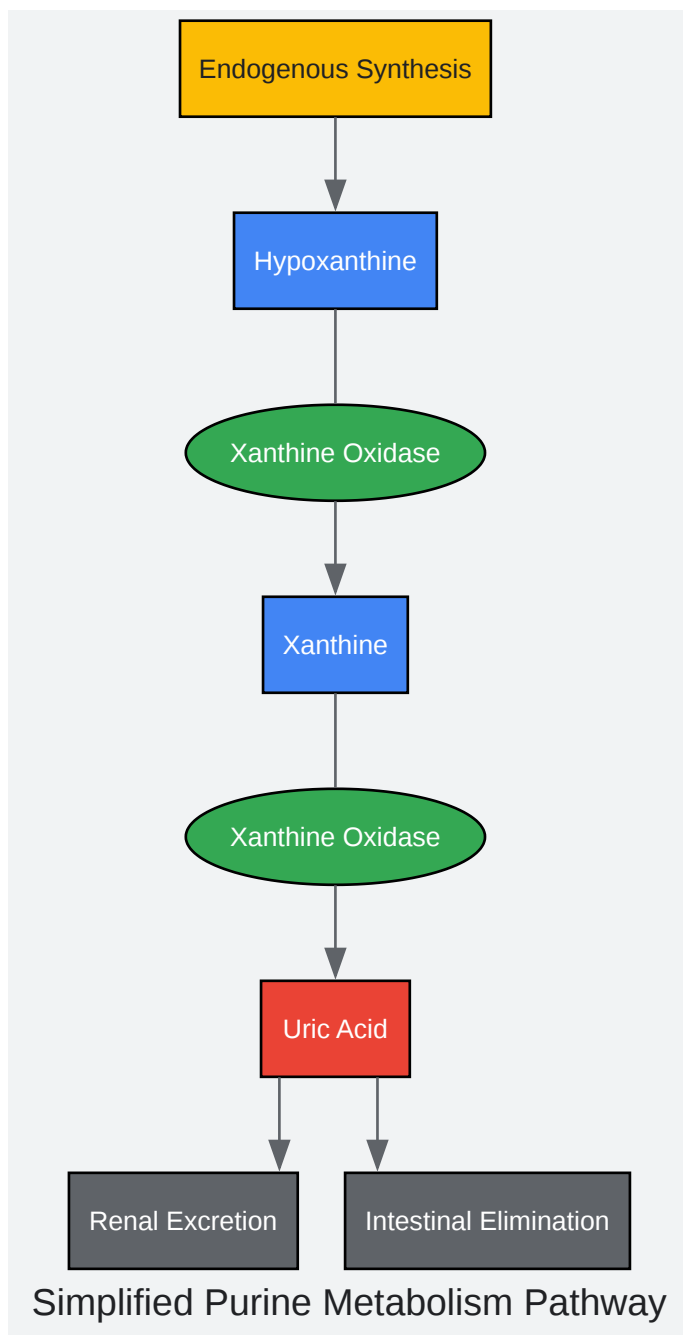 Endogenous Synthesis
Hypoxanthine
Xanthine Oxidase
Xanthine
Xanthine Oxidase
Uric Acid
Renal Excretion
Intestinal Elimination
Simplified Purine Metabolism Pathway